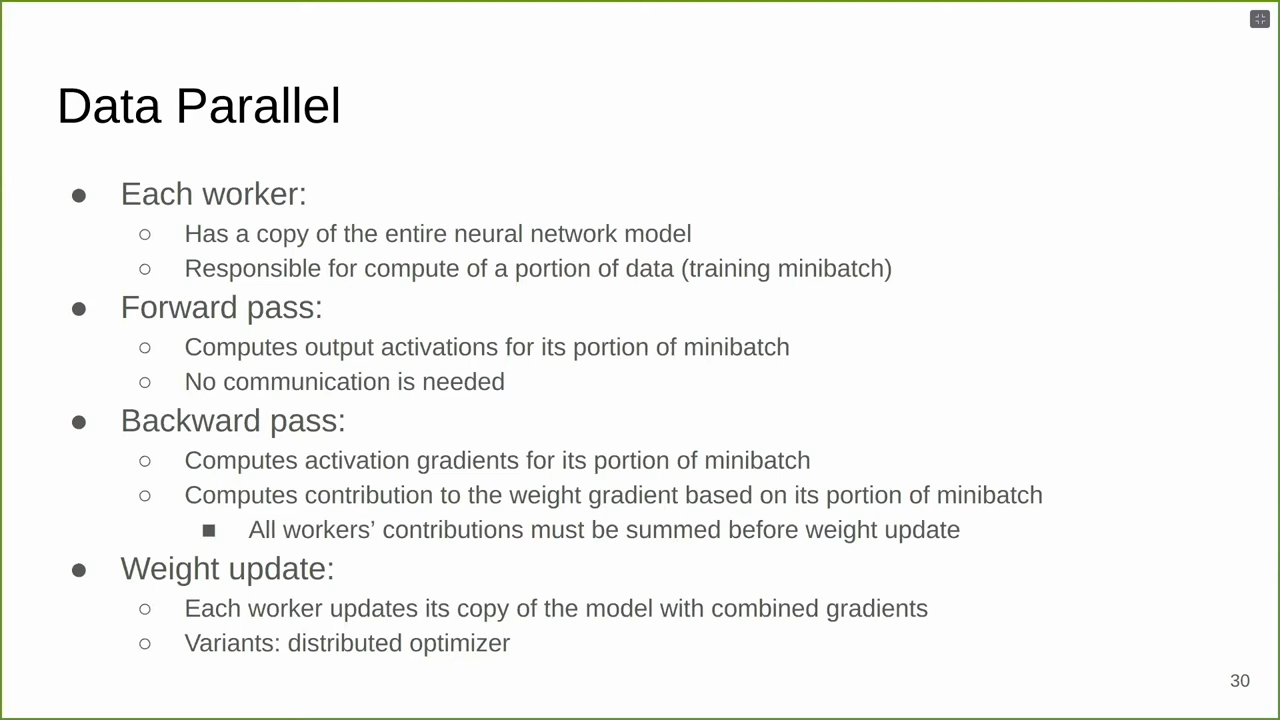 Data Parallel
● Each worker:
○ Has a copy of the entire neural network model
○ Responsible for compute of a portion of data (training minibatch)
● Forward pass:
○ Computes output activations for its portion of minibatch
○ No communication is needed
● Backward pass:
○ Computes activation gradients for its portion of minibatch
○ Computes contribution to the weight gradient based on its portion of minibatch
■ All workers’ contributions must be summed before weight update
● Weight update:
○ Each worker updates its copy of the model with combined gradients
○ Variants: distributed optimizer
30